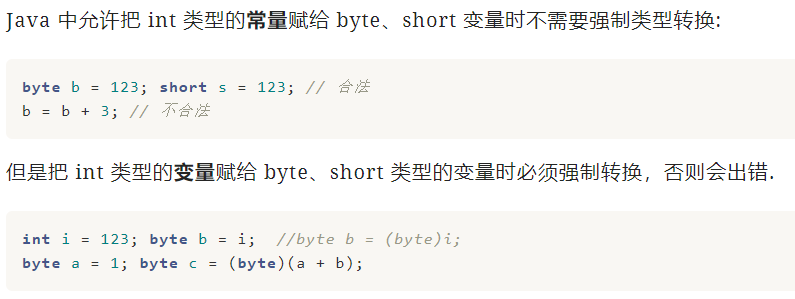 Java 中允许把 int 类型的常量赋给 byte、short 变量时不需要强制类型转换:
byte b = 123; short s = 123; // 合法
b = b + 3; // 不合法
但是把 int 类型的变量赋给 byte、short 类型的变量时必须强制转换，否则会出错.
int i = 123; byte b = i;  //byte b = (byte)i;
byte a = 1; byte c = (byte)(a + b);